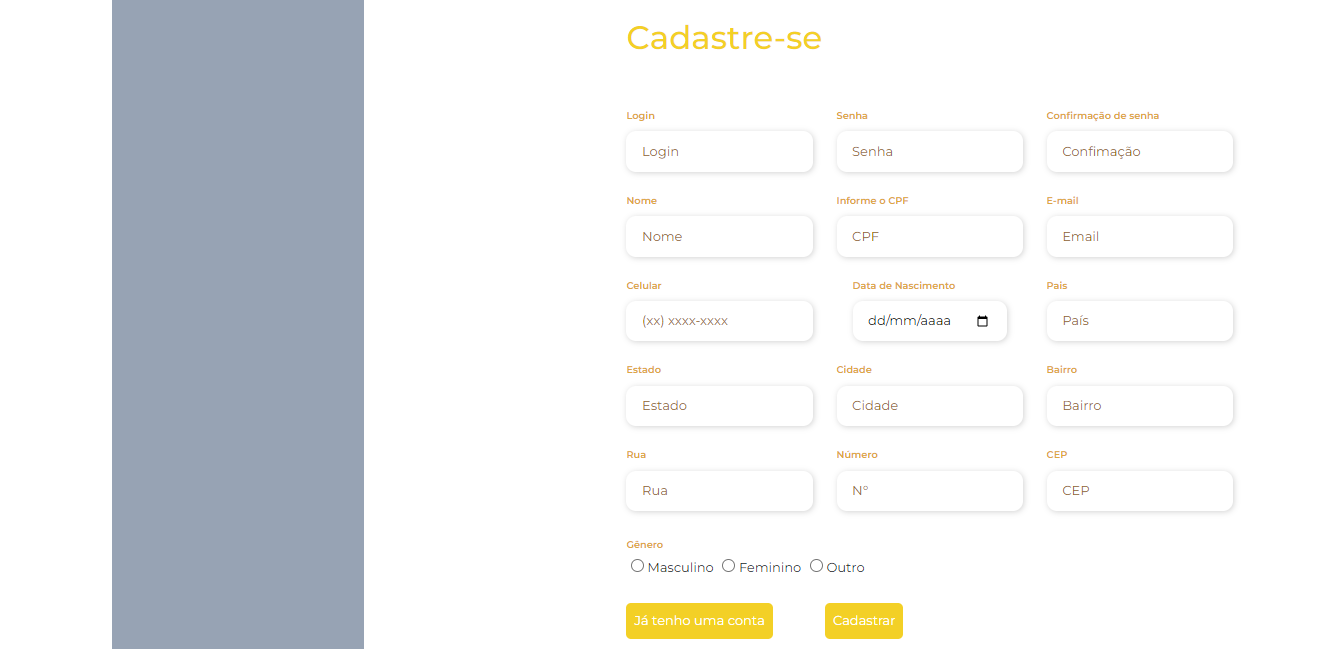 Cadastre-se
Login Senha Confirmação de senha
Login Senha Confimação
Nome Informe o CPF E-mail
Nome CPF Email
Celular Data de Nascimento Pais
(xx) xxxx-xxxx dd/mm/aaaa País
Estado Cidade Bairro
Estado Cidade Bairro
Rua Número CEP
Rua N° CEP
Gênero
Masculino Feminino Outro
Já tenho uma conta Cadastrar